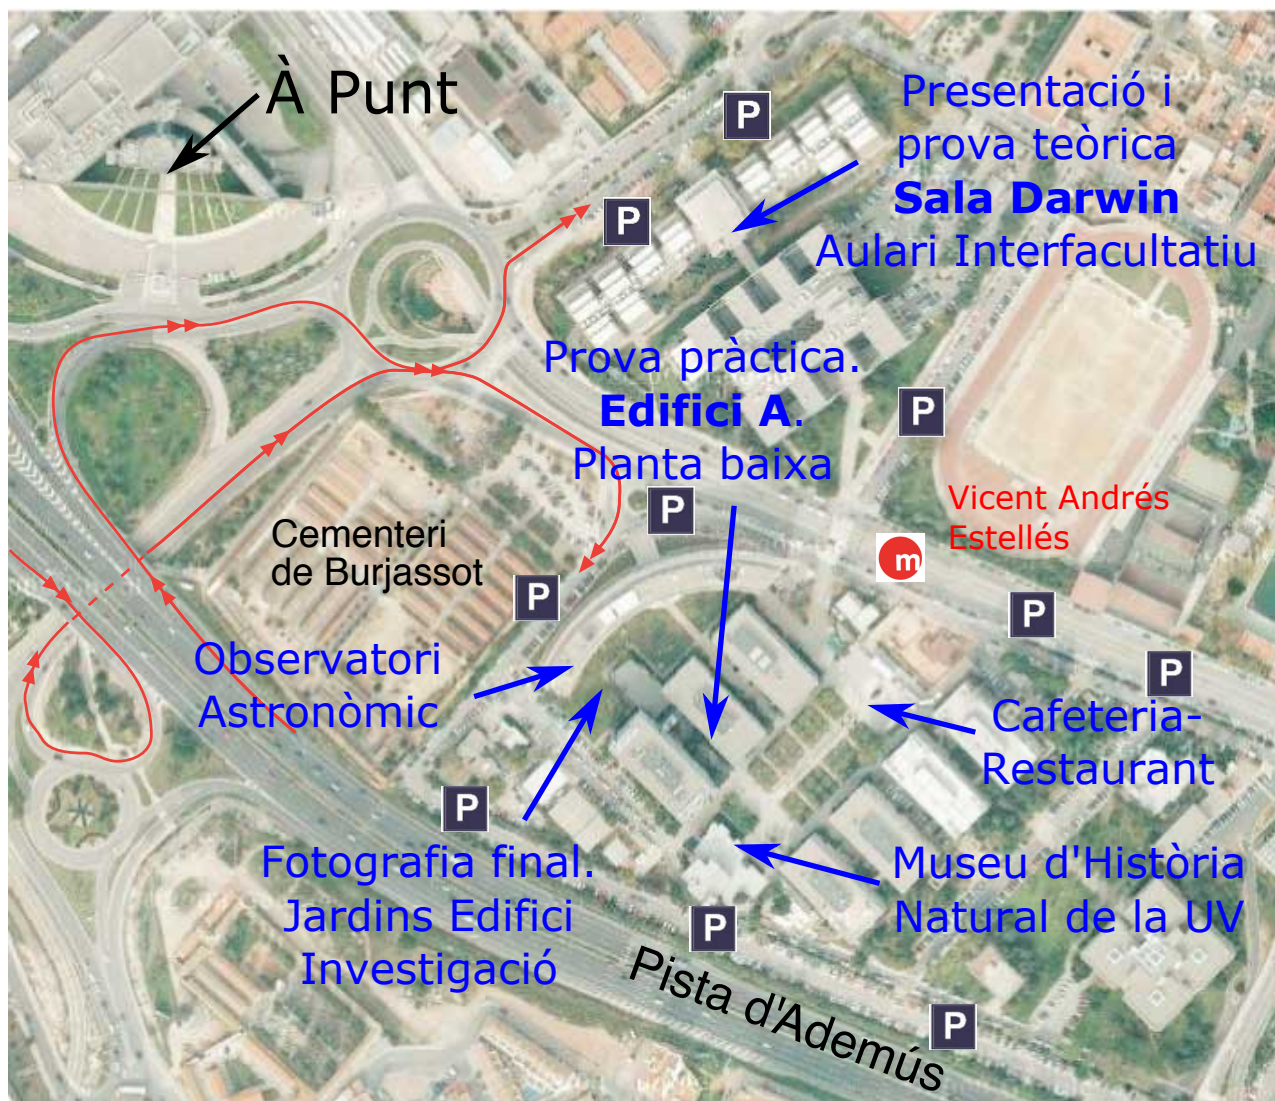 À Punt
P
Presentació i
prova teòrica
Sala Darwin
Aulari Interfacultatiu
P
Prova pràctica.
Edifici A.
Planta baixa
P
Vicent Andrés
Estellés
P
m
Cementeri
de Burjassot
P
P
Observatori
Astronòmic
P
Cafeteria-
Restaurant
P
Fotografia final.
Jardins Edifici
Investigació
Museu d'Història
Natural de la UV
P
Pista d'Ademús
P